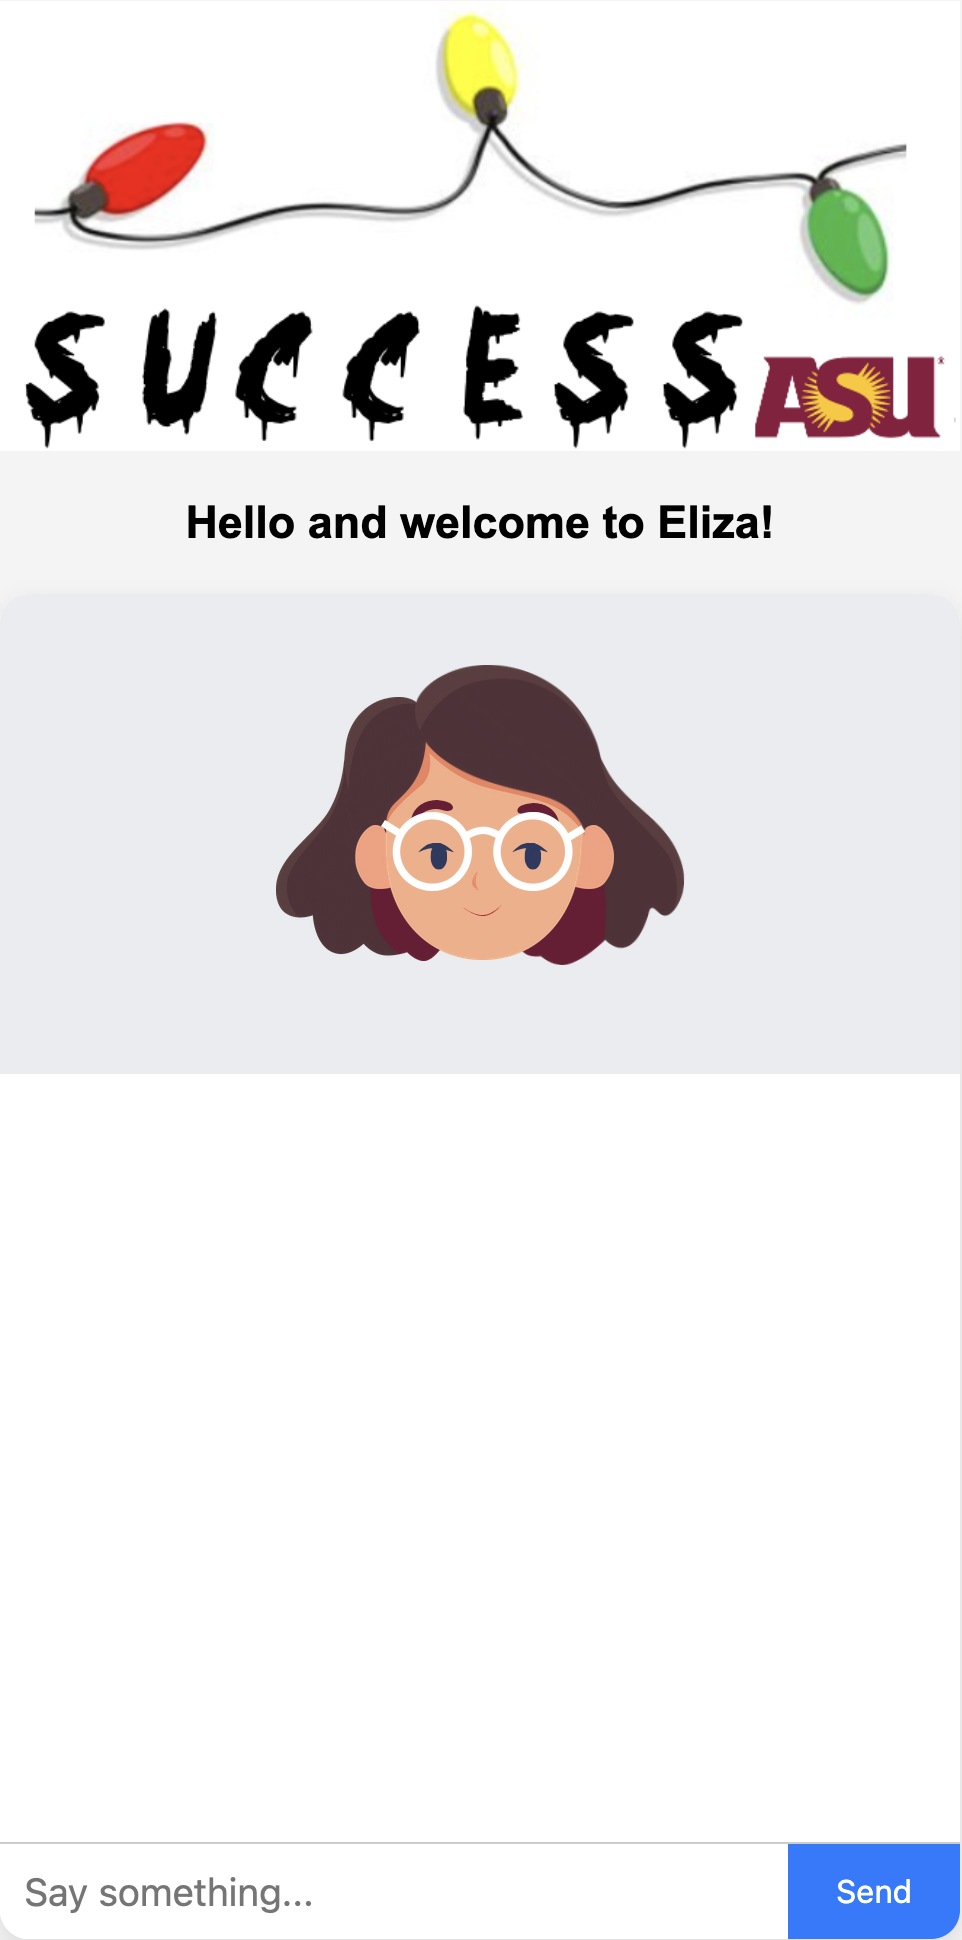 SUCCESS ASU
Hello and welcome to Eliza!
Say something...
Send